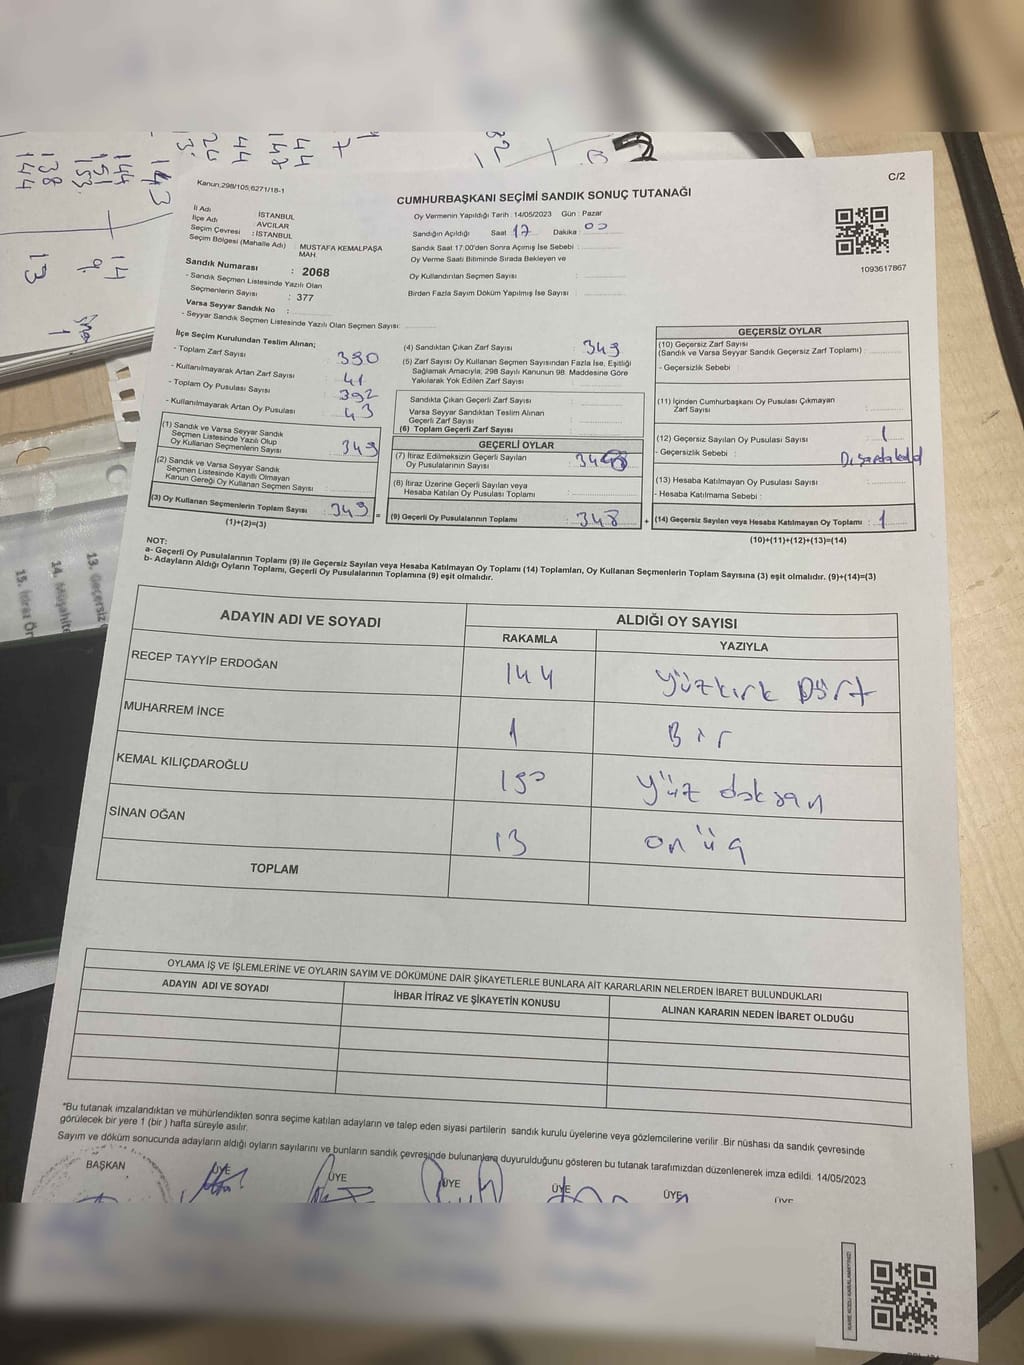 C/2
Kanun:298/105,6271/18-1
CUMHURBAŞKANI SEÇİMİ SANDIK SONUÇ TUTANAĞI
İl Adı : İSTANBUL
İlçe Adı : AVCILAR
Seçim Çevresi : İSTANBUL
Seçim Bölgesi (Mahalle Adı) MUSTAFA KEMALPAŞA MAH.
Sandık Numarası : 2068
- Sandık Seçmen Listesinde Yazılı Olan
Seçmenlerin Sayısı : 377
Varsa Seyyar Sandık No :
- Seyyar Sandık Seçmen Listesinde Yazılı Olan Seçmen Sayısı:
Oy Vermenin Yapıldığı Tarih : 14/05/2023 Gün : Pazar
Sandığın Açıldığı Saat 17 Dakika : 00
Sandık Saat 17:00'den Sonra Açmış İse Sebebi :
Oy Verme Saati Bitiminde Sırada Bekleyen ve
Oy Kullandırılan Seçmen Sayısı :
Birden Fazla Sayım Döküm Yapılmış İse Sayısı :
1093617867
İlçe Seçim Kurulundan Teslim Alınan;
- Toplam Zarf Sayısı : 390
- Kullanılmayarak Artan Zarf Sayısı : 41
- Toplam Oy Pusulası Sayısı : 392
- Kullanılmayarak Artan Oy Pusulası : 43
(1) Sandık ve Varsa Seyyar Sandık
Seçmen Listesinde Yazılı Olup
Oy Kullanan Seçmenlerin Sayısı : 349
(2) Sandık ve Varsa Seyyar Sandık
Seçmen Listesinde Kayıtlı Olmayan
Kanun Gereği Oy Kullanan Seçmen Sayısı :
(3) Oy Kullanan Seçmenlerin Toplam Sayısı : 349
(1)+(2)=(3)
(4) Sandıktan Çıkan Zarf Sayısı : 349
(5) Zarf Sayısı Oy Kullanan Seçmen Sayısından Fazla İse, Eşitliği
Sağlamak Amacıyla, 298 Sayılı Kanunun 98. Maddesine Göre
Yakılarak Yok Edilen Zarf Sayısı :
Sandıkta Çıkan Geçerli Zarf Sayısı :
Varsa Seyyar Sandıktan Teslim Alınan
Geçerli Zarf Sayısı :
(6) Toplam Geçerli Zarf Sayısı :
GEÇERLİ OYLAR
(7) İtiraz Edilmeksizin Geçerli Sayılan
Oy Pusulalarının Sayısı : 348
(8) İtiraz Üzerine Geçerli Sayılan veya
Hesaba Katılan Oy Pusulası Toplamı :
= (9) Geçerli Oy Pusulalarının Toplamı : 348
GEÇERSİZ OYLAR
(10) Geçersiz Zarf Sayısı
(Sandık ve Varsa Seyyar Sandık Geçersiz Zarf Toplamı) :
- Geçersizlik Sebebi :
(11) İçinden Cumhurbaşkanı Oy Pusulası Çıkmayan
Zarf Sayısı :
(12) Geçersiz Sayılan Oy Pusulası Sayısı : 1
- Geçersizlik Sebebi :
(13) Hesaba Katılmayan Oy Pusulası Sayısı :
- Hesaba Katılmama Sebebi :
+ (14) Geçersiz Sayılan veya Hesaba Katılmayan Oy Toplamı : 1
(10)+(11)+(12)+(13)=(14)
NOT:
a- Geçerli Oy Pusulalarının Toplamı (9) ile Geçersiz Sayılan veya Hesaba Katılmayan Oy Toplamı (14) Toplamları, Oy Kullanan Seçmenlerin Toplam Sayısına (3) eşit olmalıdır. (9)+(14)=(3)
b- Adayların Aldığı Oyların Toplamı, Geçerli Oy Pusulalarının Toplamına (9) eşit olmalıdır.
ADAYIN ADI VE SOYADI ALDIĞI OY SAYISI
RAKAMLA YAZIYLA
RECEP TAYYİP ERDOĞAN 144 yüzkırk Dört
MUHARREM İNCE 1 Bir
KEMAL KILIÇDAROĞLU 190 yüz doksan
SİNAN OĞAN 13 on üç
TOPLAM
OYLAMA İŞ VE İŞLEMLERİNE VE OYLARIN SAYIM VE DÖKÜMÜNE DAİR ŞİKAYETLERLE BUNLARA AİT KARARLARIN NELERDEN İBARET BULUNDUKLARI
ADAYIN ADI VE SOYADI İHBAR İTİRAZ VE ŞİKAYETİN KONUSU ALINAN KARARIN NEDEN İBARET OLDUĞU
*Bu tutanak imzalandıktan ve mühürlendikten sonra seçime katılan adayların ve talep eden siyasi partilerin sandık kurulu üyelerine veya gözlemcilerine verilir .Bir nüshası da sandık çevresinde
görülecek bir yere 1 (bir ) hafta süreyle asılır.
Sayım ve döküm sonucunda adayların aldığı oyların sayılarını ve bunların sandık çevresinde bulunanlara duyurulduğunu gösteren bu tutanak tarafımızdan düzenlenerek imza edildi. 14/05/2023
BAŞKAN ÜYE ÜYE ÜYE ÜYE ÜYE ÜYE